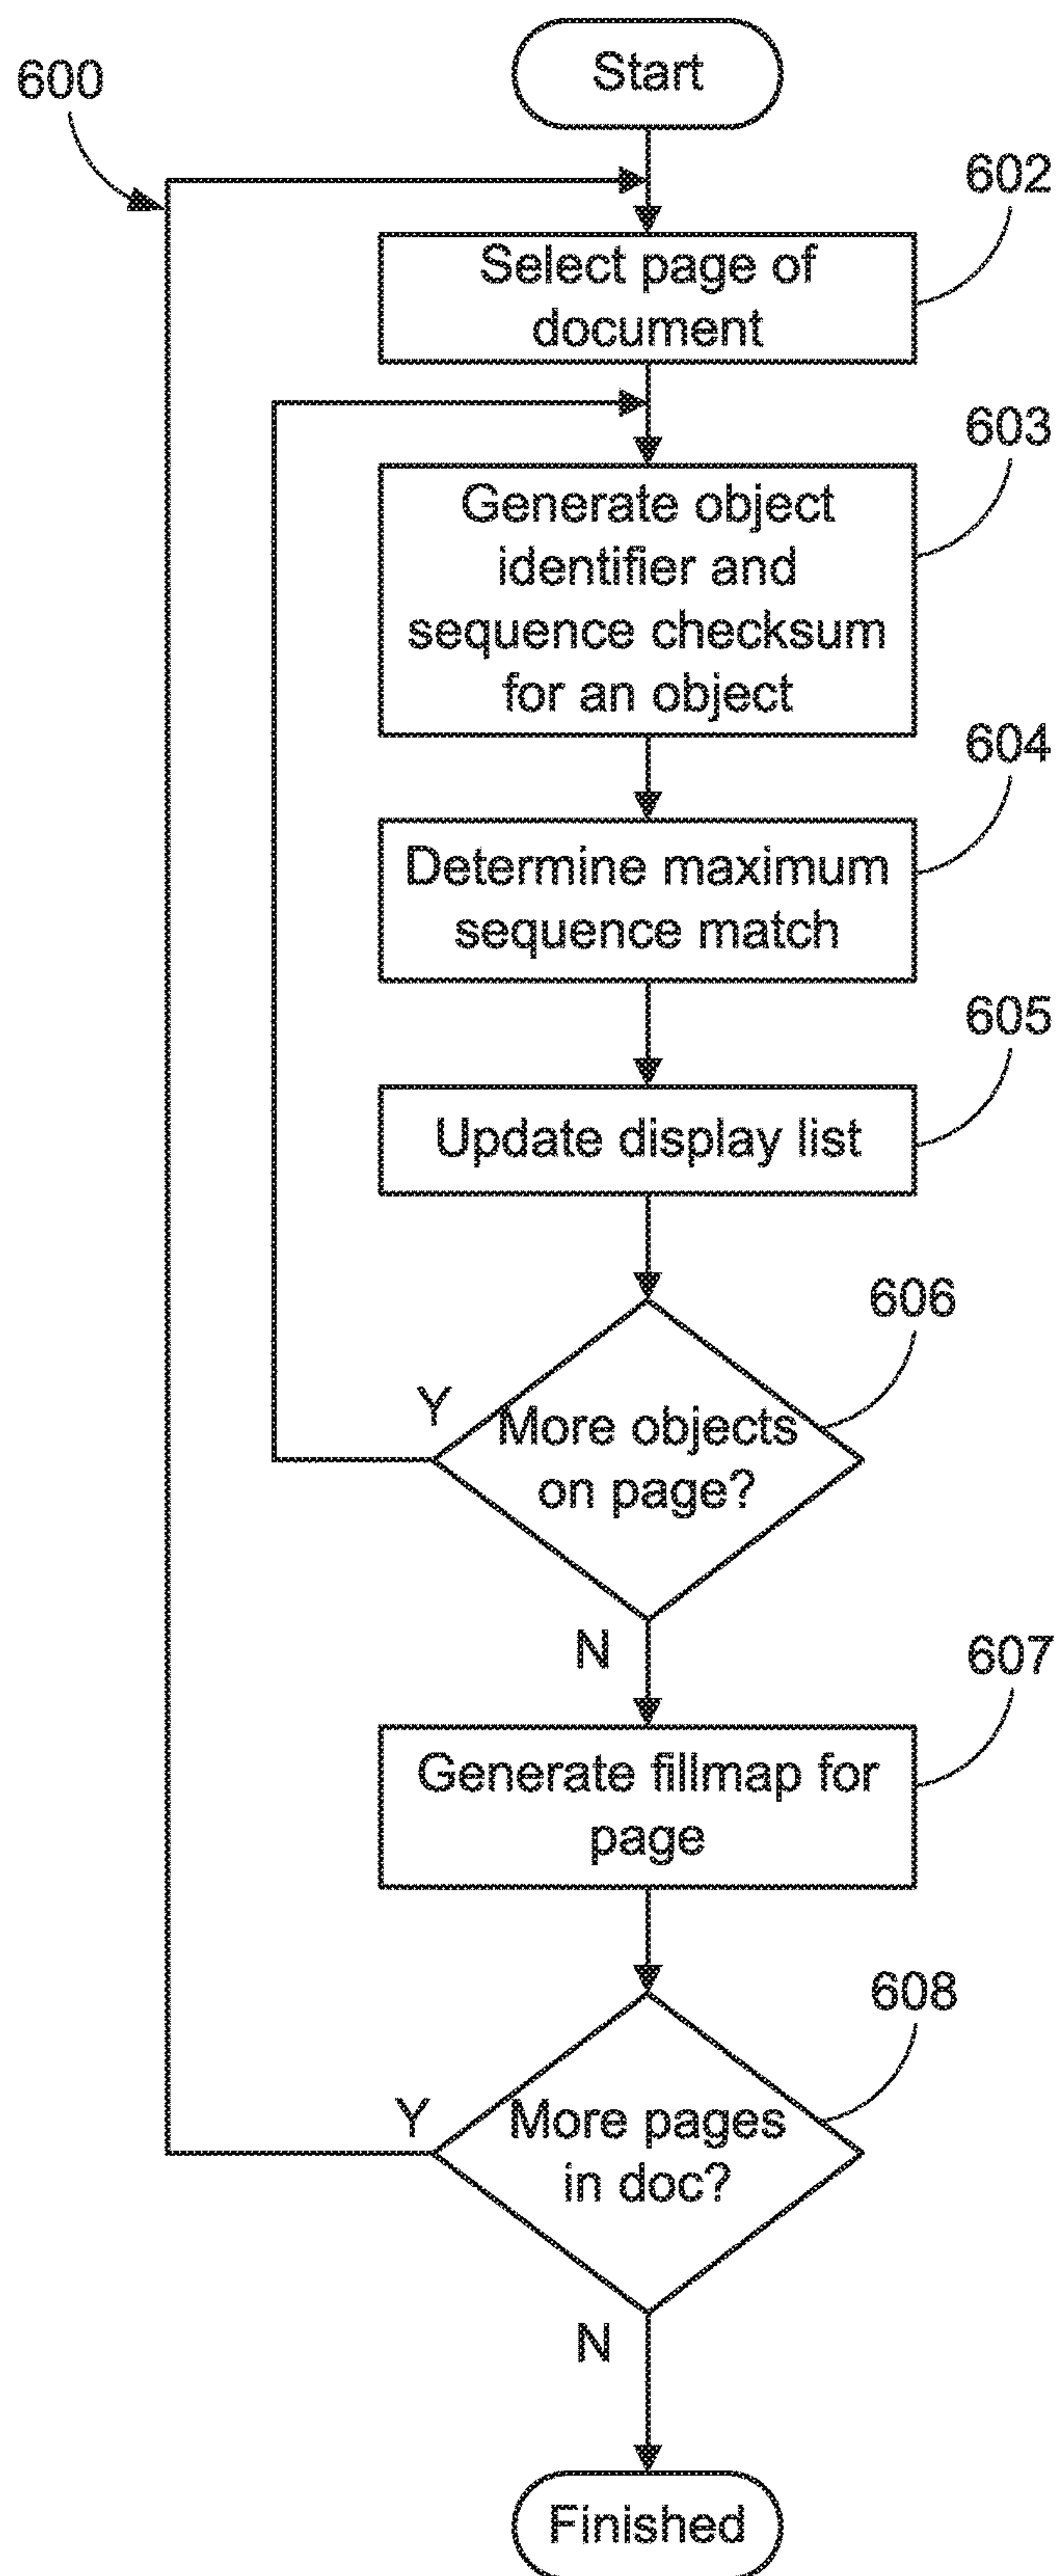 Start
600
602
Select page of
document
603
Generate object
identifier and
sequence checksum
for an object
604
Determine maximum
sequence match
605
Update display list
606
Y
More objects
on page?
N
607
Generate fillmap for
page
608
Y
More pages
in doc?
N
Finished